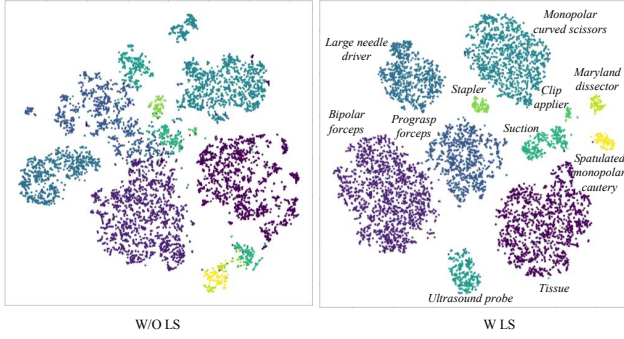 Monopolar
curved scissors
Large needle
driver
Maryland
dissector
Stapler
Clip
applier
Bipolar
forceps
Prograsp
forceps
Suction
Spatulated
monopolar
cautery
Tissue
Ultrasound probe
W/O LS
W LS